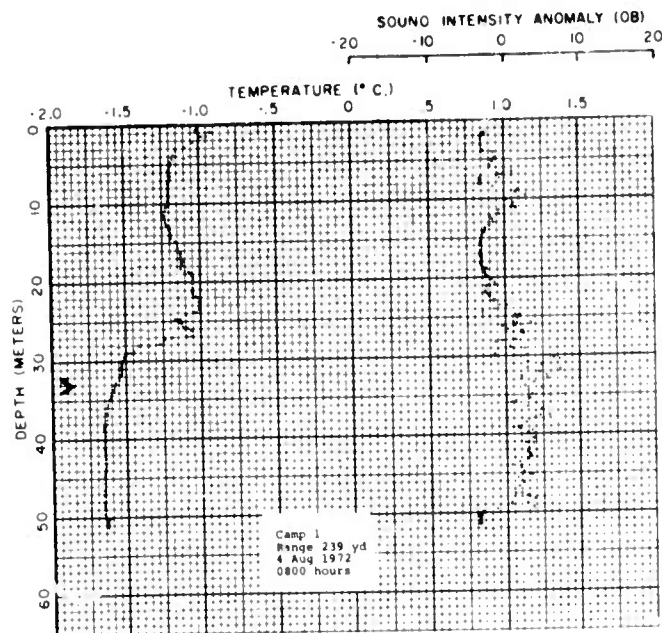 SOUND INTENSITY ANOMALY (DB)
-20 -10 0 10 20
TEMPERATURE (°C.)
-2.0 -1.5 -1.0 -.5 0 .5 1.0 1.5
DEPTH (METERS)
0
10
20
30
40
50
60
Camp 1
Range 239 yd
4 Aug 1972
0800 hours